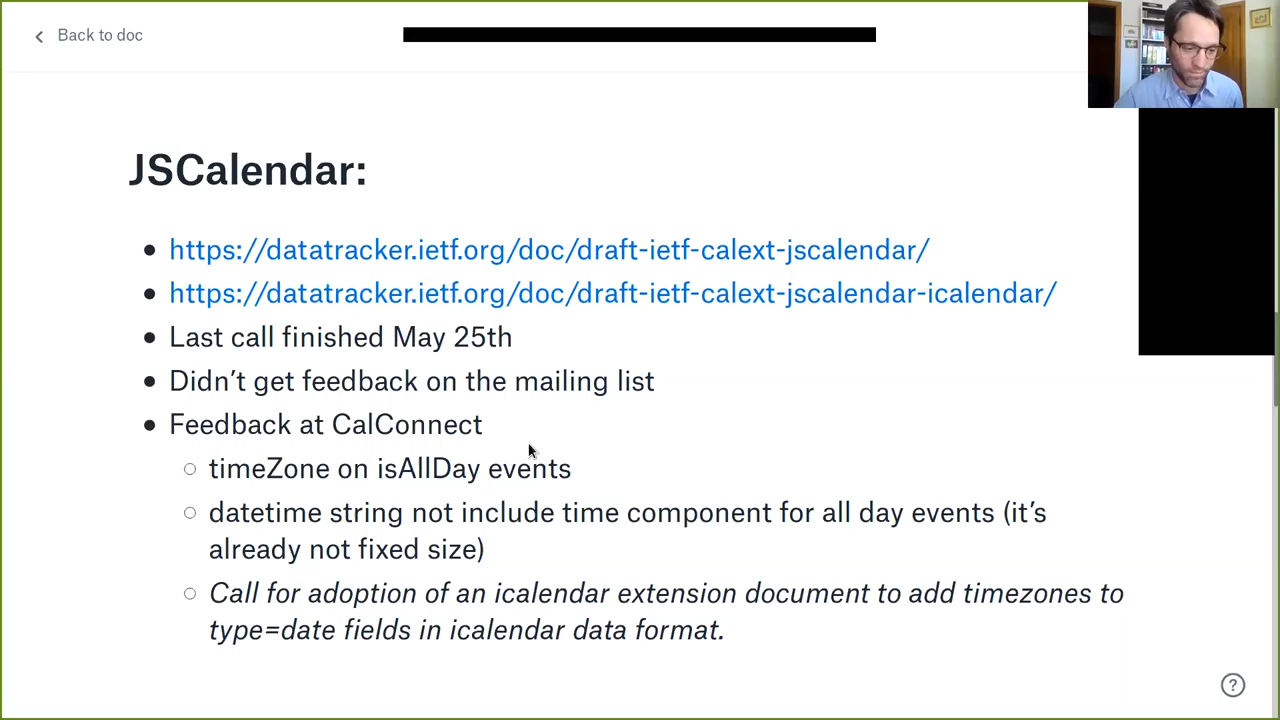 Back to doc
JSCalendar:
https://datatracker.ietf.org/doc/draft-ietf-calext-jscalendar/
https://datatracker.ietf.org/doc/draft-ietf-calext-jscalendar-icalendar/
Last call finished May 25th
Didn’t get feedback on the mailing list
Feedback at CalConnect
timeZone on isAllDay events
datetime string not include time component for all day events (it’s
already not fixed size)
Call for adoption of an icalendar extension document to add timezones to
type=date fields in icalendar data format.
?